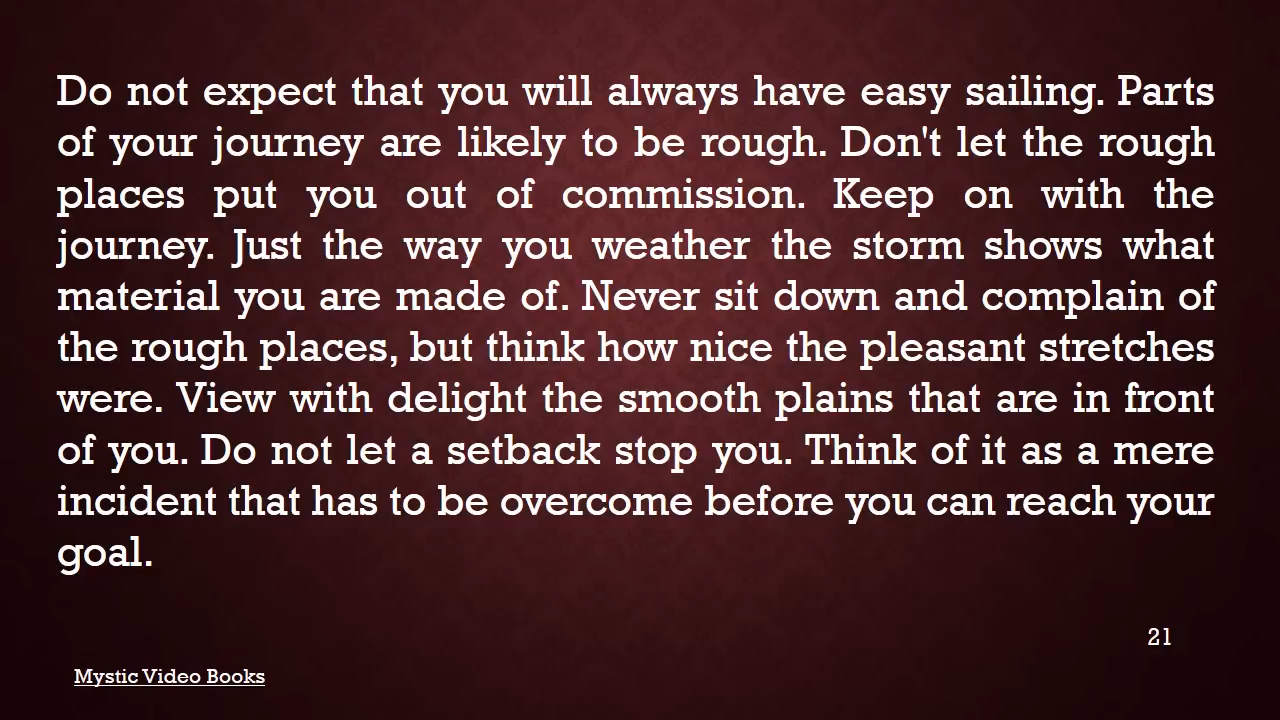 Do not expect that you will always have easy sailing. Parts
of your journey are likely to be rough. Don't let the rough
places put you out of commission. Keep on with the
journey. Just the way you weather the storm shows what
material you are made of. Never sit down and complain of
the rough places, but think how nice the pleasant stretches
were. View with delight the smooth plains that are in front
of you. Do not let a setback stop you. Think of it as a mere
incident that has to be overcome before you can reach your
goal.
21
Mystic Video Books